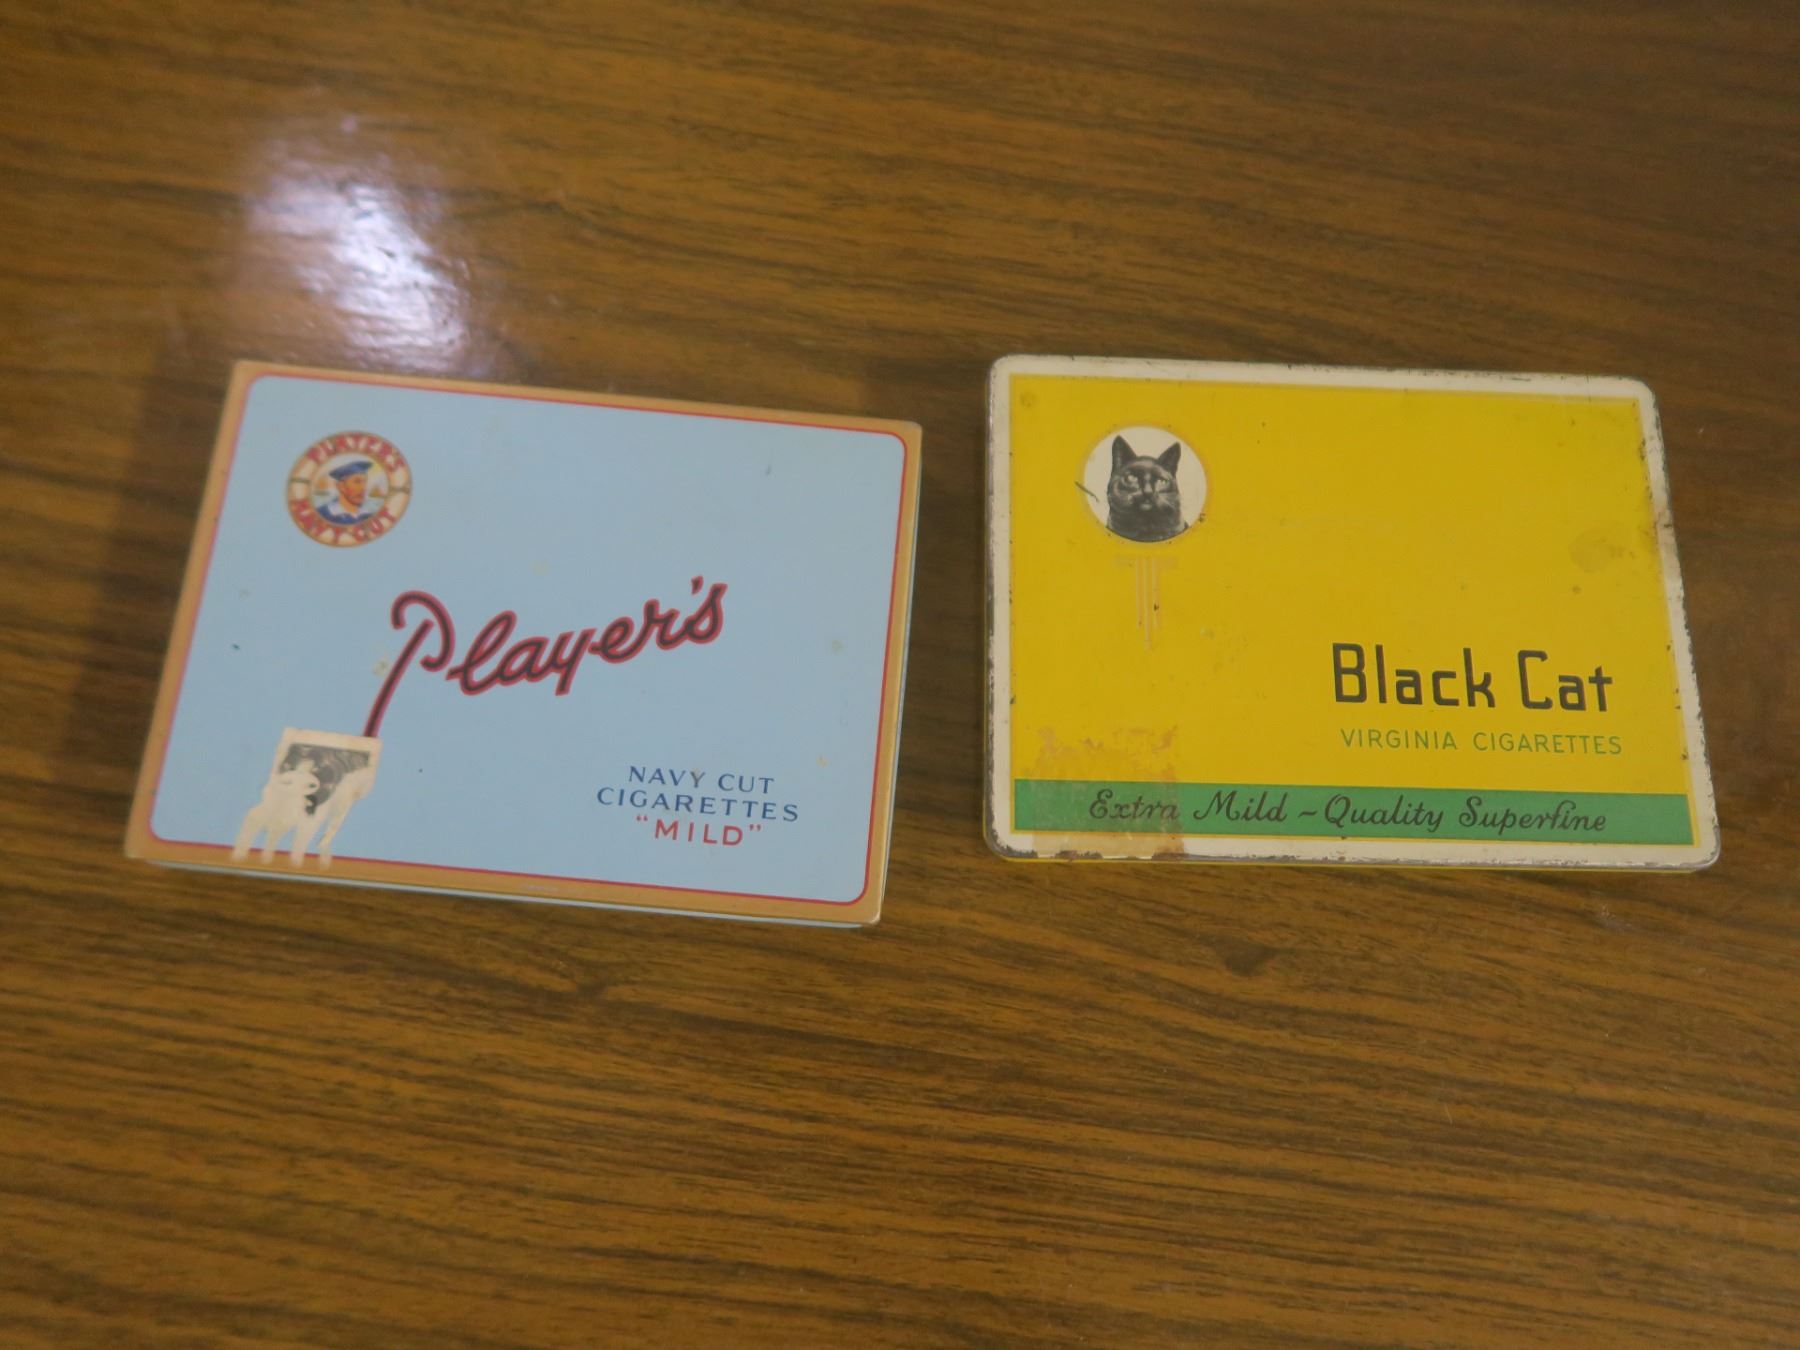 PLAYER'S
NAVY CUT
Player's
NAVY CUT
CIGARETTES
"MILD"
Black Cat
VIRGINIA CIGARETTES
Extra Mild ~ Quality Superfine